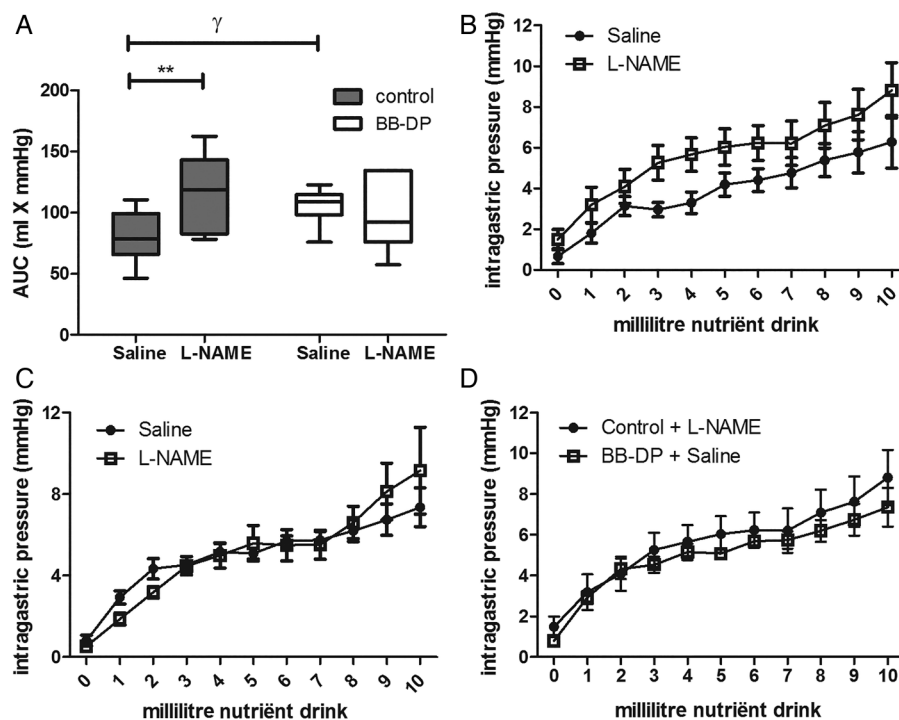 A
γ
**
control
BB-DP
200
150
100
50
0
AUC (ml X mmHg)
Saline
L-NAME
Saline
L-NAME
B
Saline
L-NAME
12
10
8
6
4
2
0
intragastric pressure (mmHg)
0 1 2 3 4 5 6 7 8 9 10
millilitre nutriënt drink
C
Saline
L-NAME
12
8
4
0
intragastric pressure (mmHg)
0 1 2 3 4 5 6 7 8 9 10
millilitre nutriënt drink
D
Control + L-NAME
BB-DP + Saline
12
10
8
6
4
2
0
intragastric pressure (mmHg)
0 1 2 3 4 5 6 7 8 9 10
millilitre nutriënt drink